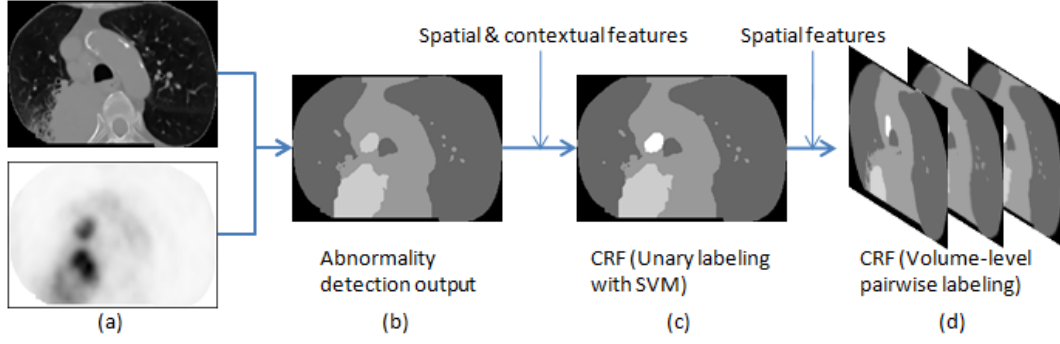 Spatial & contextual features
Spatial features
Abnormality
detection output
CRF (Unary labeling
with SVM)
CRF (Volume-level
pairwise labeling)
(a)
(b)
(c)
(d)